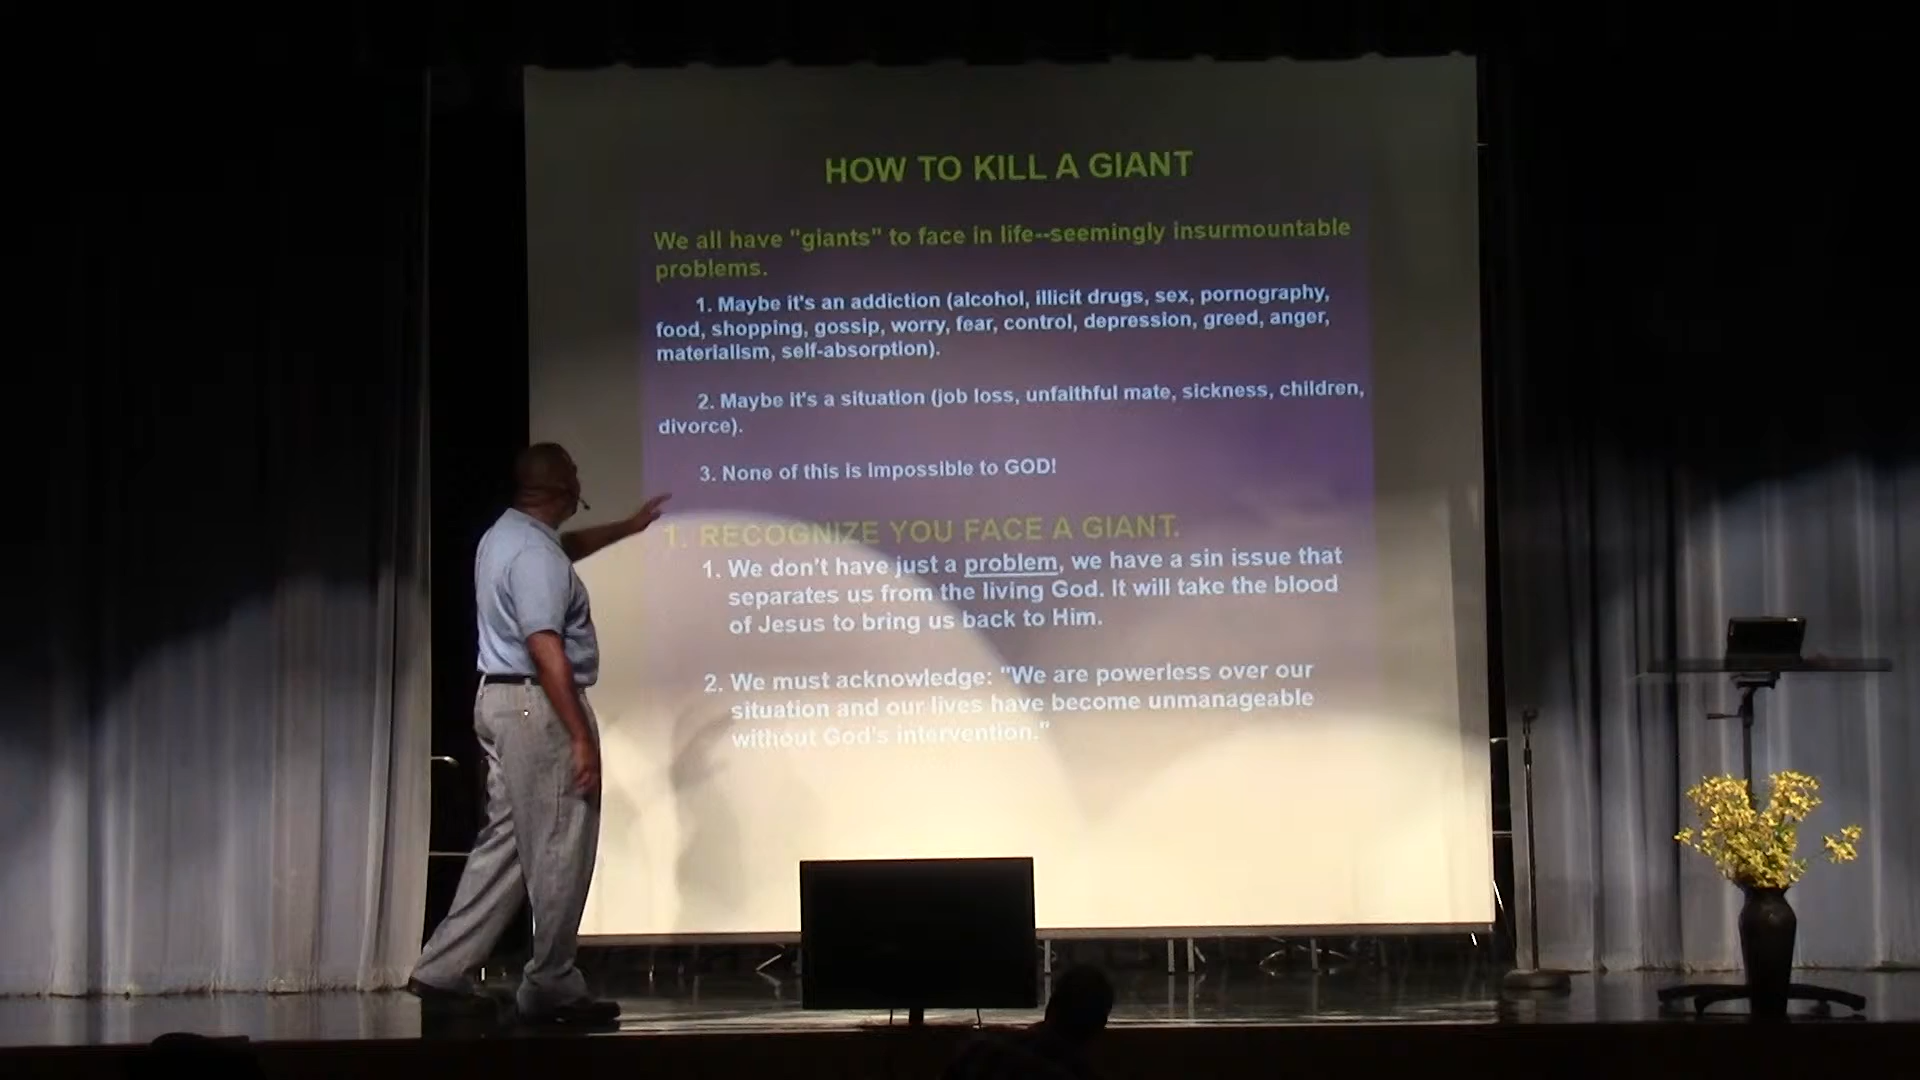 HOW TO KILL A GIANT
We all have "giants" to face in life--seemingly insurmountable
problems.
1. Maybe it's an addiction (alcohol, illicit drugs, sex, pornography,
food, shopping, gossip, worry, fear, control, depression, greed, anger,
materialism, self-absorption).
2. Maybe it's a situation (job loss, unfaithful mate, sickness, children,
divorce).
3. None of this is impossible to GOD!
1. RECOGNIZE YOU FACE A GIANT.
1. We don't have just a problem, we have a sin issue that
separates us from the living God. It will take the blood
of Jesus to bring us back to Him.
2. We must acknowledge: "We are powerless over our
situation and our lives have become unmanageable
without God's intervention."